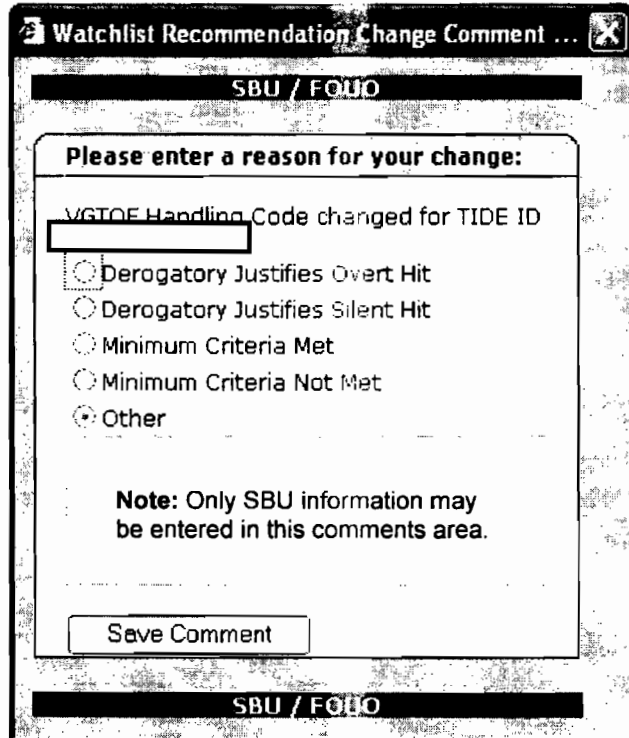 Watchlist Recommendation Change Comment ...
SBU / FOUO
Please enter a reason for your change:
VGTOF Handling Code changed for TIDE ID
Derogatory Justifies Overt Hit
Derogatory Justifies Silent Hit
Minimum Criteria Met
Minimum Criteria Not Met
Other
Note: Only SBU information may
be entered in this comments area.
Save Comment
SBU / FOUO